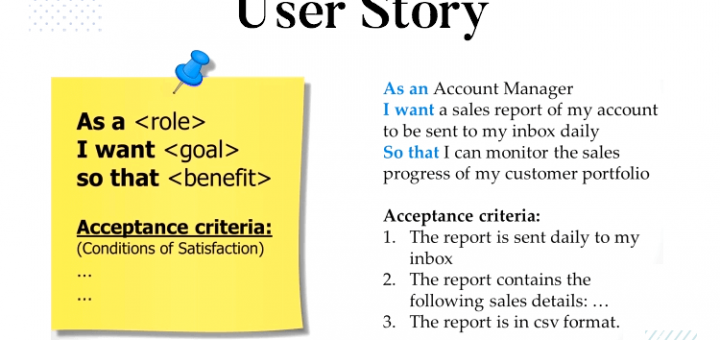 User Story
As a <role>
I want <goal>
so that <benefit>
Acceptance criteria:
(Conditions of Satisfaction)
...
...
As an Account Manager
I want a sales report of my account
to be sent to my inbox daily
So that I can monitor the sales
progress of my customer portfolio
Acceptance criteria:
1. The report is sent daily to my
inbox
2. The report contains the
following sales details: ...
3. The report is in csv format.